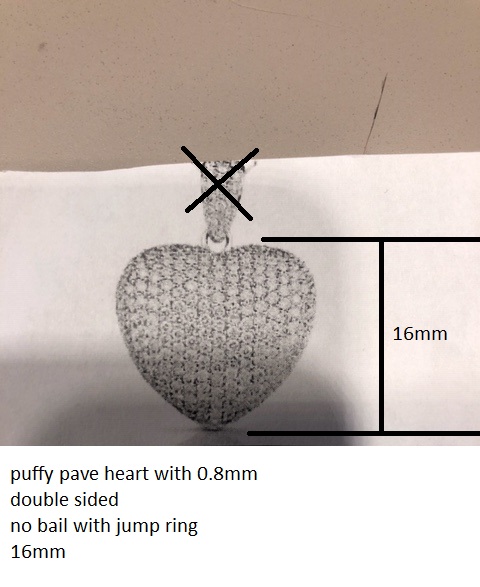 16mm
puffy pave heart with 0.8mm
double sided
no bail with jump ring
16mm